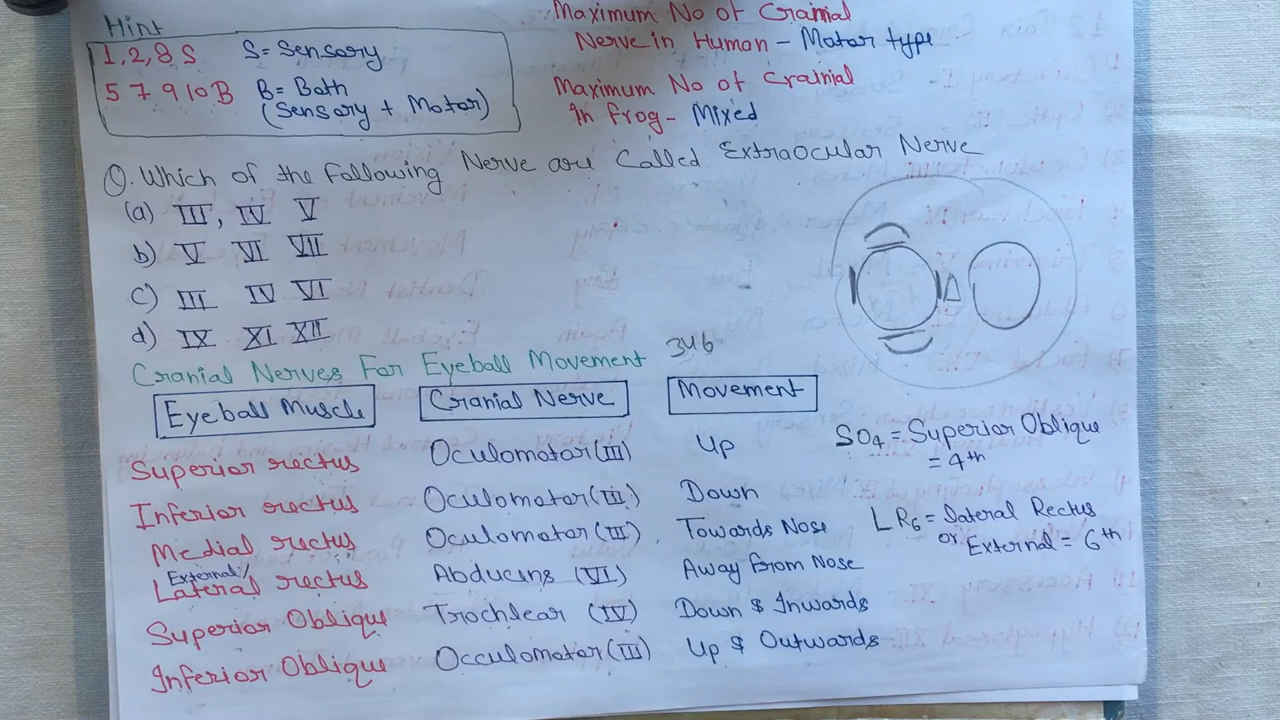 Hint
1,2,8 S S= Sensory
5 7 9 10 B B= Both
(Sensory + Motor)
Maximum No of Cranial
Nerve in Human - Motor type
Maximum No of Crainial
In frog - Mixed
Q. Which of the following Nerve are Called Extraocular Nerve
(a) III, IV V
b) V VI VII
c) III IV VI
d) IX XI XII
Cranial Nerves For Eyeball Movement 346
Eyeball Muscle Cranial Nerve Movement
Superior rectus Oculomotor (III) Up
Inferior rectus Oculomotor (III) Down
Medial rectus Oculomotor (III) Towards Nose
External/
Lateral rectus Abducens (VI) Away from Nose
Superior Oblique Trochlear (IV) Down & Inwards
Inferior Oblique Occulomotor (III) Up & Outwards
SO4 = Superior Oblique
= 4th
LR6 = lateral Rectus
or External = 6th